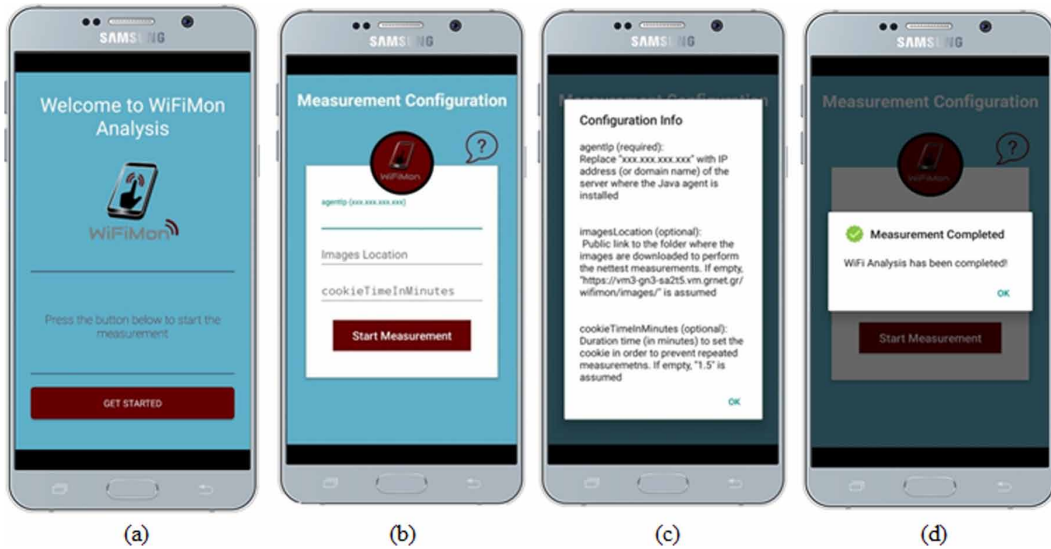 SAMSUNG
Welcome to WiFiMon
Analysis
WiFiMon
Press the button below to start the
measurement
GET STARTED
(a)
SAMSUNG
Measurement Configuration
?
WiFiMon
agentIp (xxx.xxx.xxx.xxx)
Images Location
cookieTimeInMinutes
Start Measurement
(b)
SAMSUNG
Measurement Configuration
Configuration Info
agentIp (required):
Replace "xxx.xxx.xxx.xxx" with IP
address (or domain name) of the
server where the Java agent is
installed
imagesLocation (optional):
Public link to the folder where the
images are downloaded to perform
the nettest measurements. If empty,
"https://vm3-gn3-sa2t5.vm.grnet.gr/
wifimon/images/" is assumed
cookieTimeInMinutes (optional):
Duration time (in minutes) to set the
cookie in order to prevent repeated
measuremetns. If empty, "1.5" is
assumed
OK
(c)
SAMSUNG
Measurement Configuration
?
WiFiMon
Measurement Completed
WiFi Analysis has been completed!
OK
Start Measurement
(d)